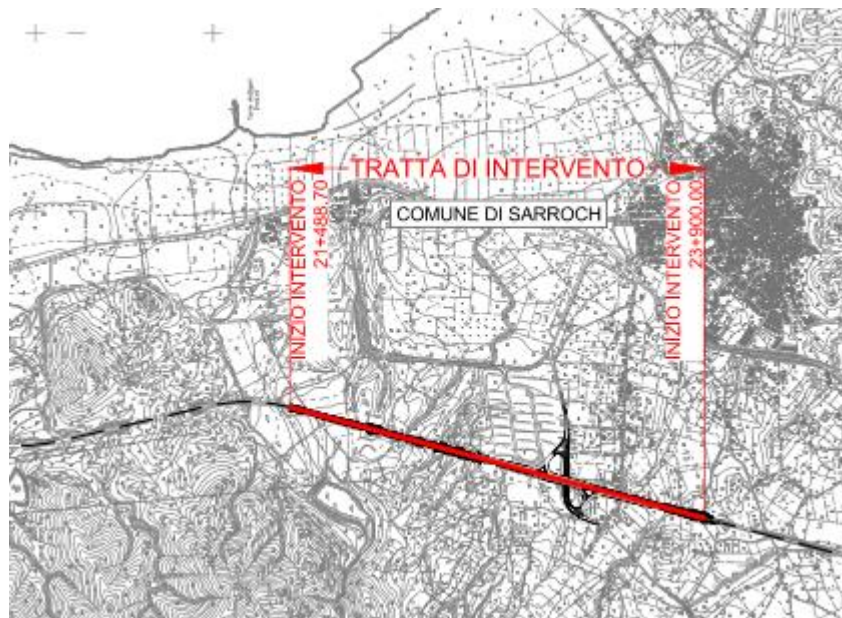 TRATTA DI INTERVENTO
COMUNE DI SARROCH
INIZIO INTERVENTO
21+488,70
INIZIO INTERVENTO
23+900,00